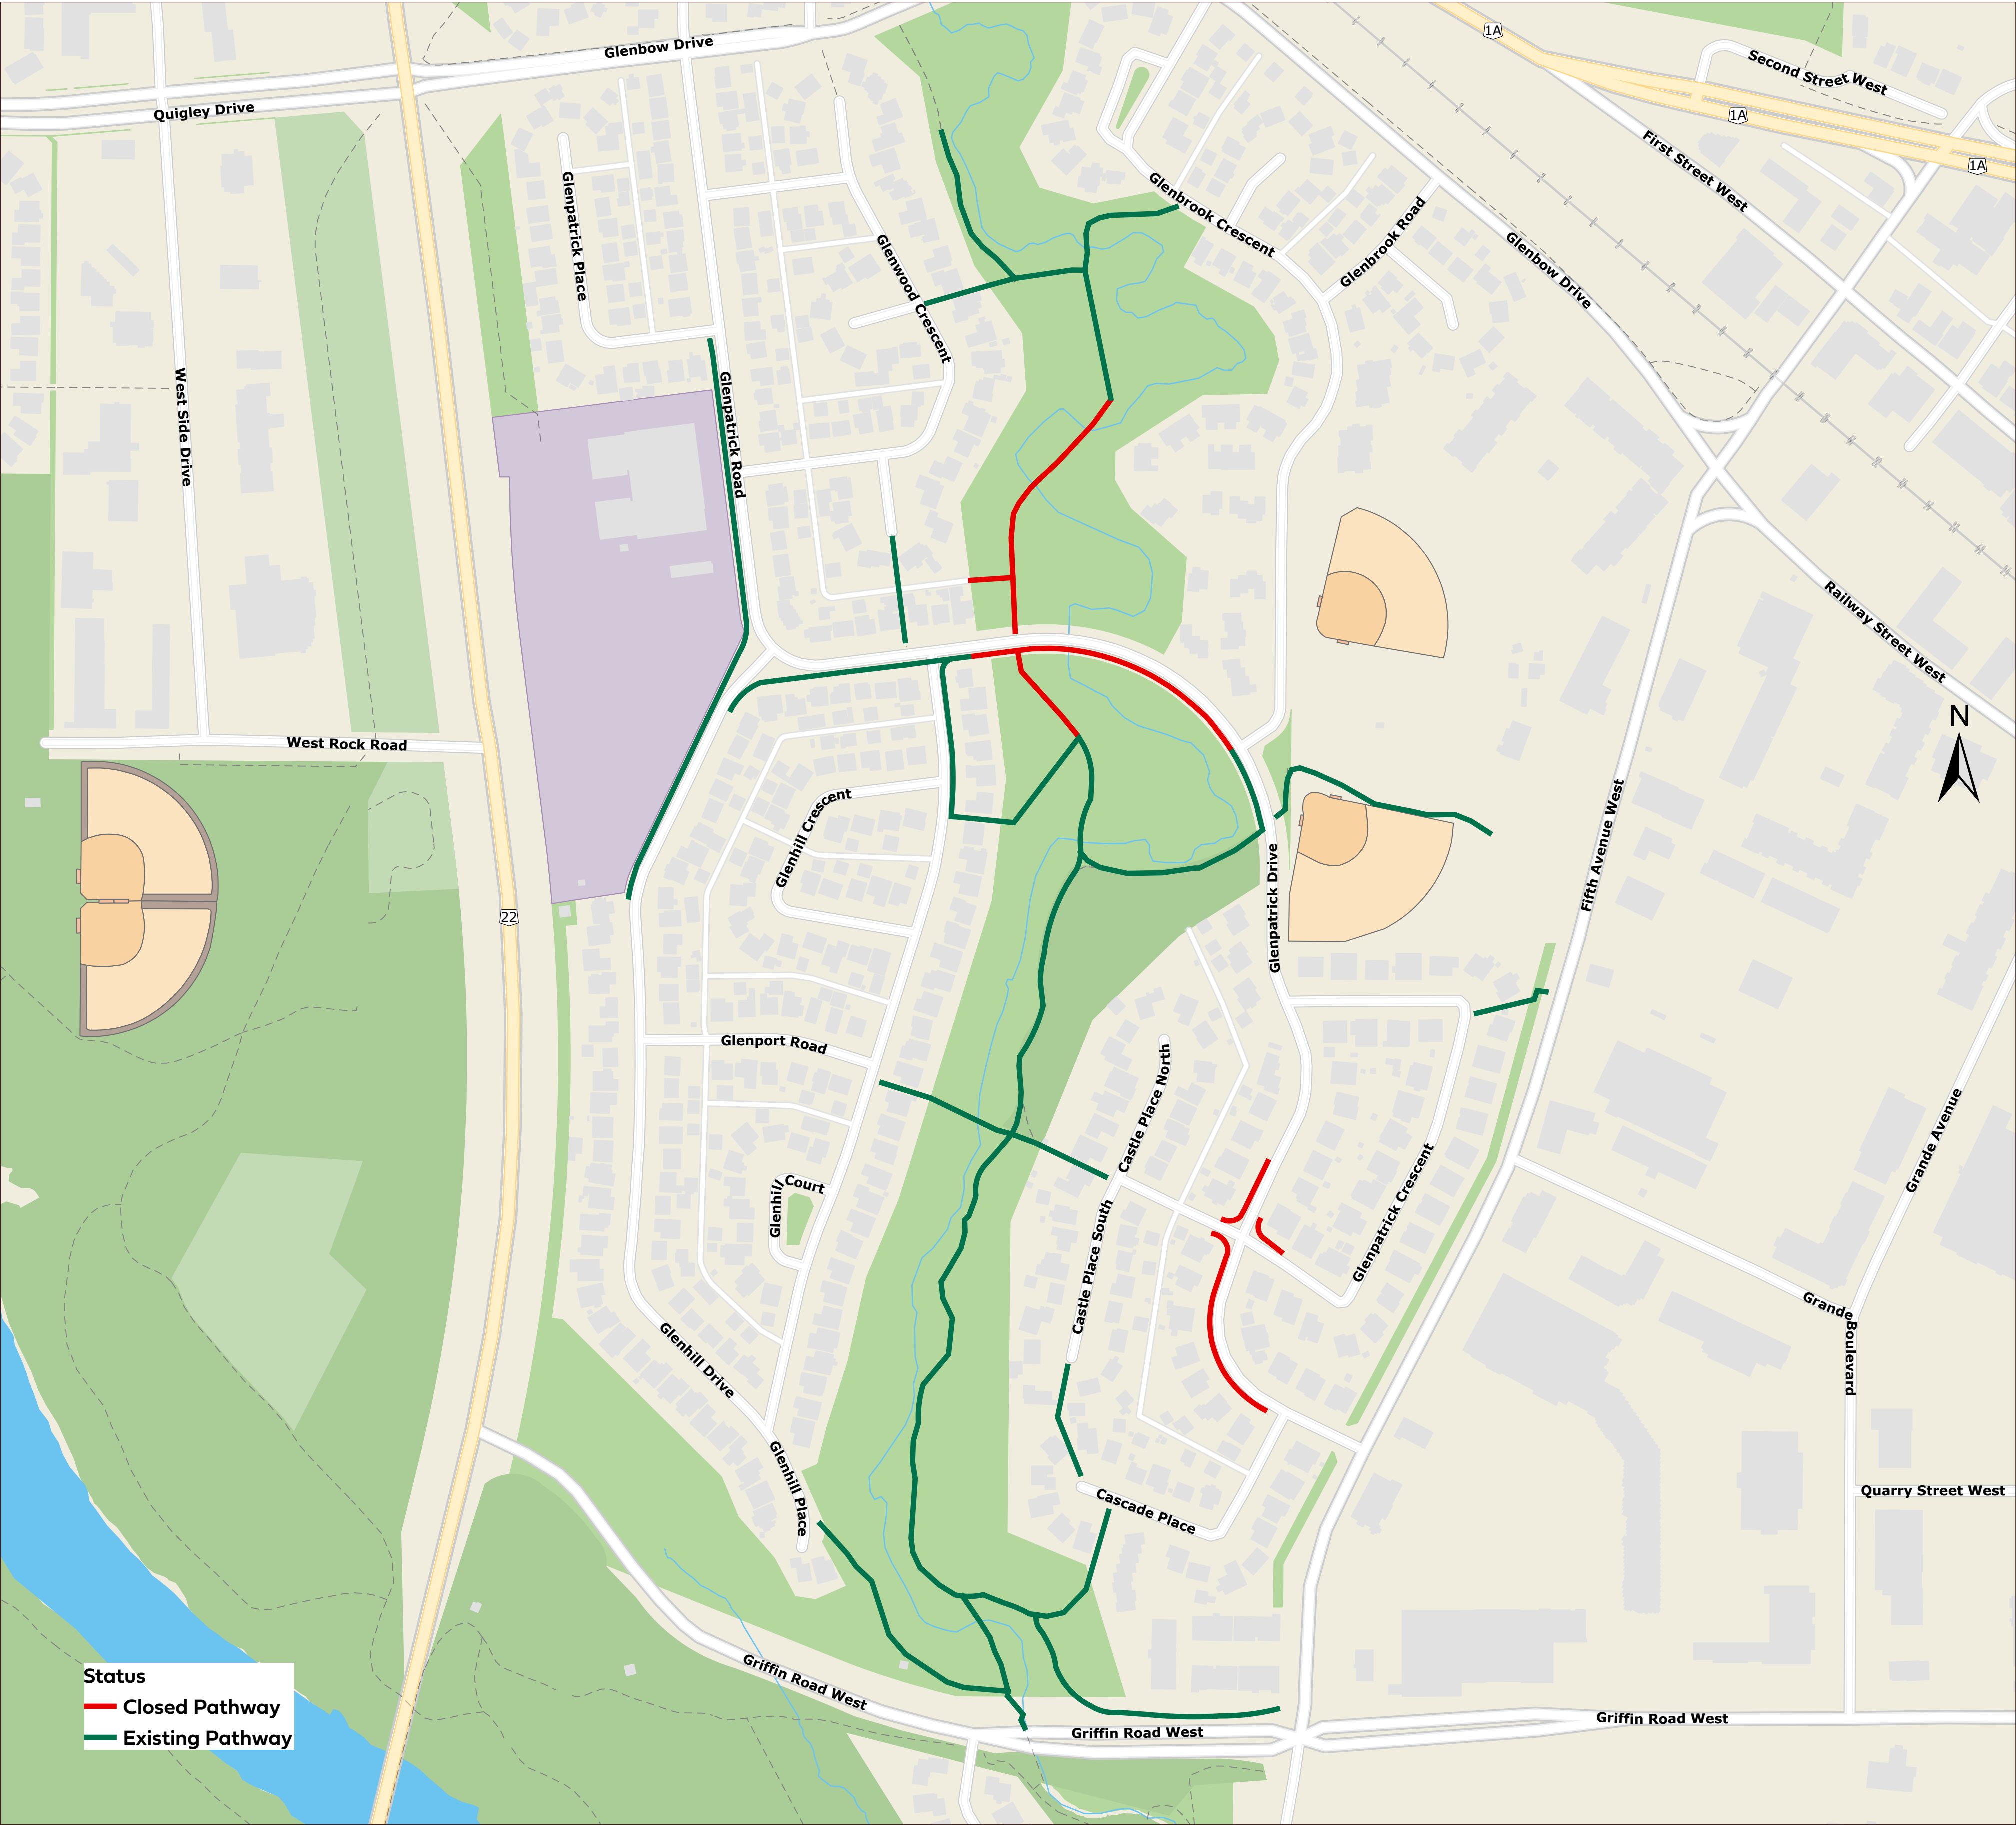 1A
Glenbow Drive
Second Street West
Quigley Drive
1A
First Street West
1A
Glenpatrick Place
Glenbrook Crescent
Glenbrook Road
Glenbow Drive
Glenwood Crescent
West Side Drive
Glenpatrick Road
Railway Street West
N
West Rock Road
Glenhill Crescent
Fifth Avenue West
Glenpatrick Drive
22
Glenport Road
Castle Place North
Grande Avenue
Glenhill Court
Castle Place South
Glenpatrick Crescent
Grande Boulevard
Glenhill Drive
Glenhill Place
Cascade Place
Quarry Street West
Griffin Road West
Griffin Road West
Griffin Road West
Status
Closed Pathway
Existing Pathway